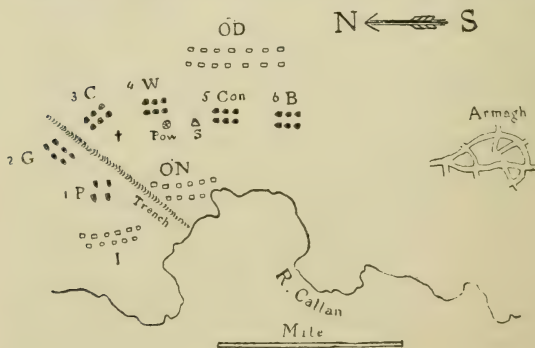 OD
N S
3 C
4 W
5 Con
6 B
Armagh
† Pow S
2 G
ON
1 P
Trench
I
R. Callan
Mile